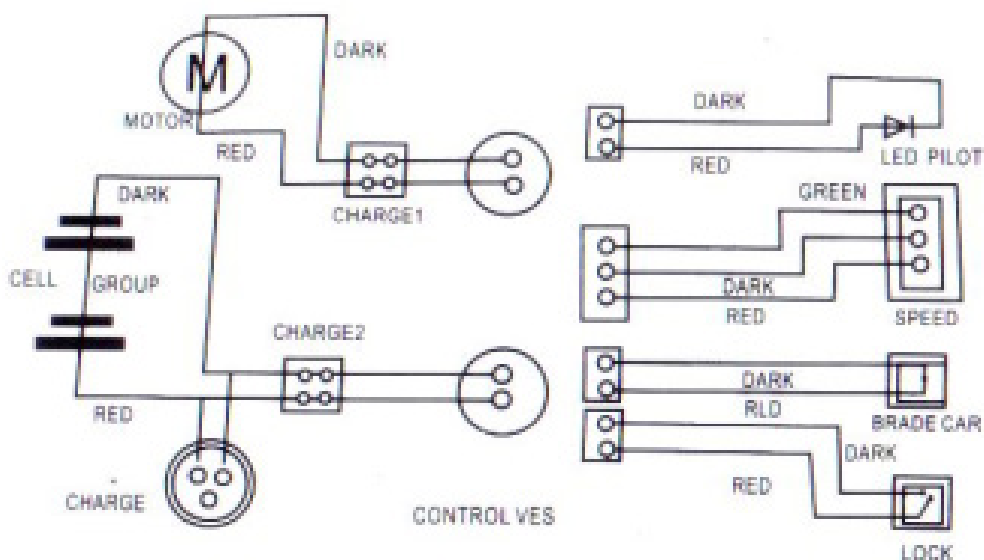 DARK
M
MOTOR
RED
CHARGE1
DARK
CELL GROUP
CHARGE2
RED
CHARGE
CONTROL VES
DARK
RED
LED PILOT
GREEN
DARK
RED
SPEED
DARK
RLD
BRADE CAR
DARK
RED
LOCK